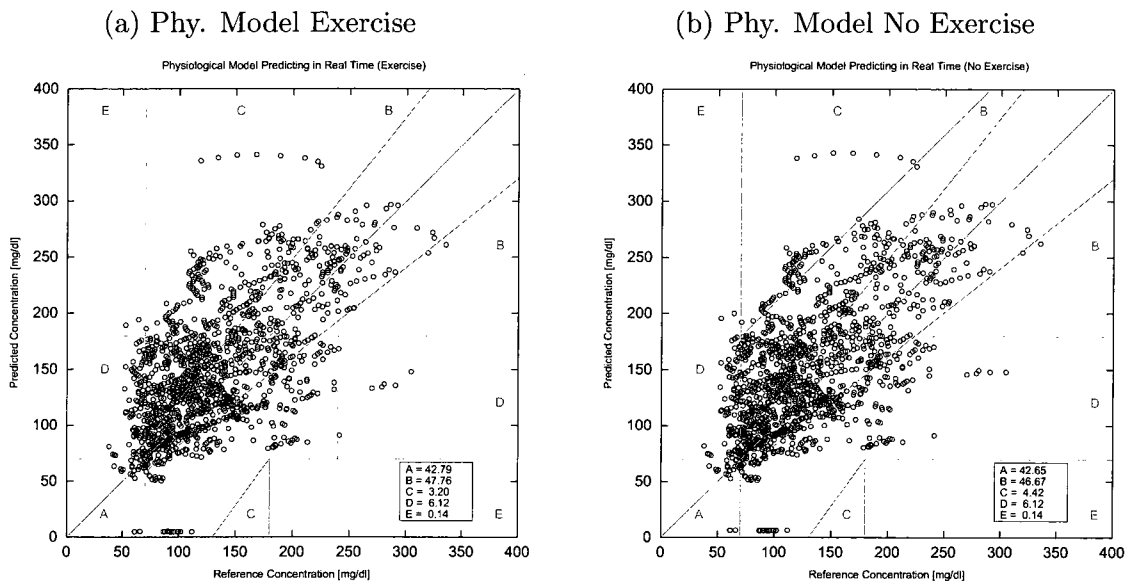 (a) Phy. Model Exercise
Physiological Model Predicting in Real Time (Exercise)
400
350
300
250
200
150
100
50
0
Predicted Concentration [mg/dl]
E
C
B
B
D
D
A
C
E
A = 42.79
B = 47.76
C = 3.20
D = 6.12
E = 0.14
0 50 100 150 200 250 300 350 400
Reference Concentration [mg/dl]
(b) Phy. Model No Exercise
Physiological Model Predicting in Real Time (No Exercise)
400
350
300
250
200
150
100
50
0
Predicted Concentration [mg/dl]
E
C
B
B
D
D
A
C
E
A = 42.65
B = 46.67
C = 4.42
D = 6.12
E = 0.14
0 50 100 150 200 250 300 350 400
Reference Concentration [mg/dl]